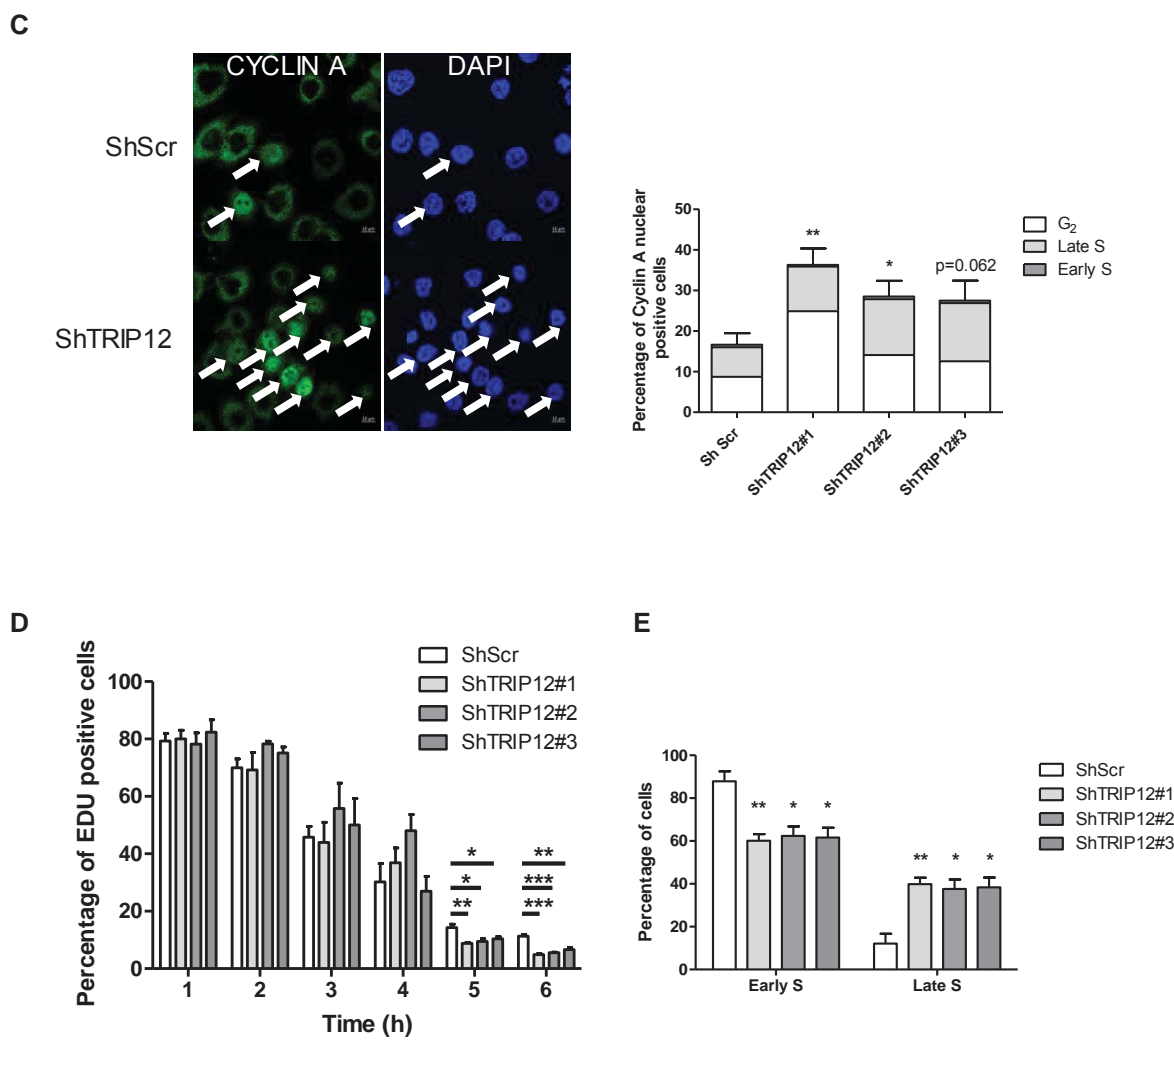 C
CYCLIN A
DAPI
ShScr
ShTRIP12
Percentage of Cyclin A nuclear
positive cells
50
40
30
20
10
0
**
*
p=0.062
G2
Late S
Early S
Sh Scr
ShTRIP12#1
ShTRIP12#2
ShTRIP12#3
D
Percentage of EDU positive cells
100
80
60
40
20
0
ShScr
ShTRIP12#1
ShTRIP12#2
ShTRIP12#3
*
*
**
**
***
***
1 2 3 4 5 6
Time (h)
E
Percentage of cells
100
80
60
40
20
0
** * *
** * *
Early S
Late S
ShScr
ShTRIP12#1
ShTRIP12#2
ShTRIP12#3